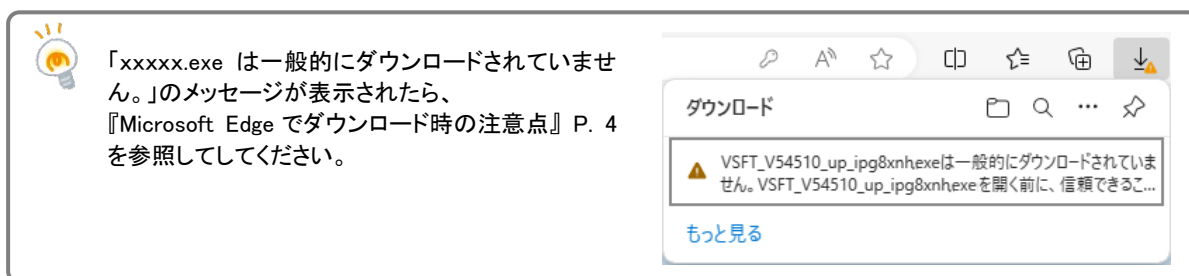 「xxxxx.exe は一般的にダウンロードされていませ
ん。」のメッセージが表示されたら、
『Microsoft Edge でダウンロード時の注意点』 P. 4
を参照してしてください。
ダウンロード
VSFT_V54510_up_ipg8xnh.exeは一般的にダウンロードされていま
せん。VSFT_V54510_up_ipg8xnh.exe を開く前に、信頼できるこ...
もっと見る